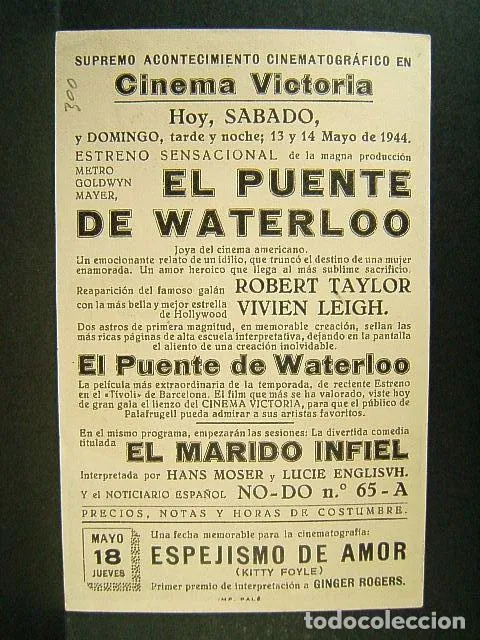 SUPREMO ACONTECIMIENTO CINEMATOGRÁFICO EN
Cinema Victoria
300
Hoy, SABADO,
y DOMINGO, tarde y noche; 13 y 14 Mayo de 1944.
ESTRENO SENSACIONAL de la magna producción
METRO
GOLDWYN
MAYER,
EL PUENTE
DE WATERLOO
Joya del cinema americano.
Un emocionante relato de un idilio, que truncó el destino de una mujer
enamorada. Un amor heroico que llega al más sublime sacrificio.
Reaparición del famoso galán ROBERT TAYLOR
con la más bella y mejor estrella
de Hollywood VIVIEN LEIGH.
Dos astros de primera magnitud, en memorable creación, sellan las
más ricas páginas de alta escuela interpretativa, dejando en la pantalla
el aliento de una creación inolvidable.
El Puente de Waterloo
La película más extraordinaria de la temporada, de reciente Estreno
en el «Tívoli» de Barcelona. El film que más se ha valorado, viste hoy
de gran gala el lienzo del CINEMA VICTORIA, para que el público de
Palafrugell pueda admirar a sus artistas favoritos.
En el mismo programa, empezarán las sesiones: La divertida comedia
titulada EL MARIDO INFIEL
Interpretada por HANS MOSER y LUCIE ENGLISVH.
Y el NOTICIARIO ESPAÑOL NO-DO n.º 65-A
PRECIOS, NOTAS Y HORAS DE COSTUMBRE.
MAYO
18
JUEVES
Una fecha memorable para la cinematografía:
ESPEJISMO DE AMOR
(KITTY FOYLE)
Primer premio de interpretación a GINGER ROGERS.
IMP. PALÉ
todocoleccion